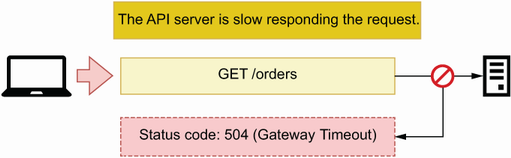 The API server is slow responding the request.
GET /orders
Status code: 504 (Gateway Timeout)